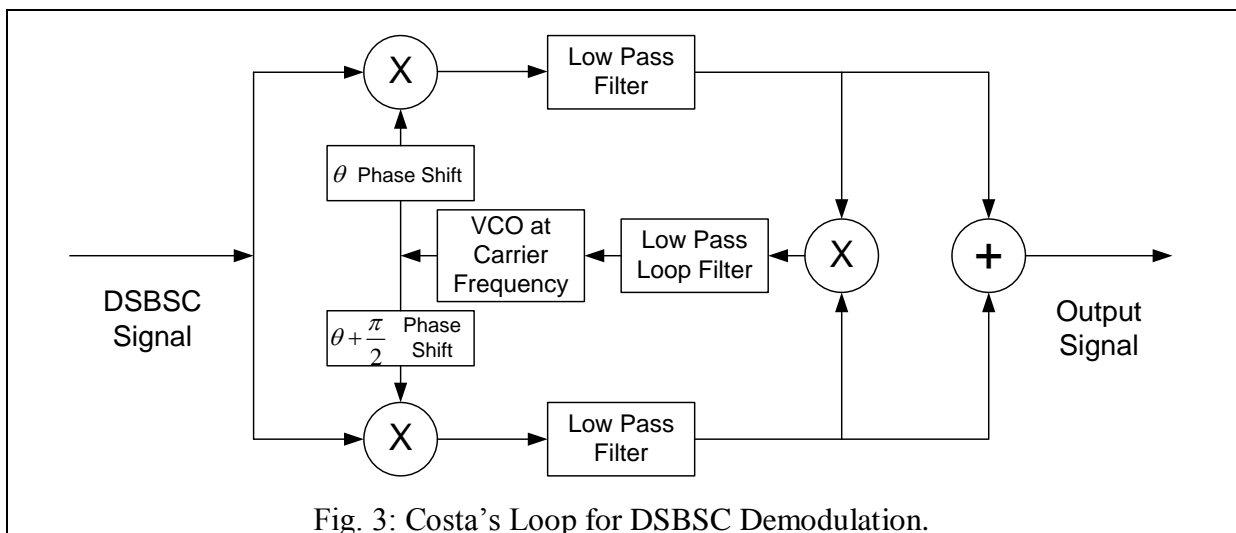 X
Low Pass
Filter
θ Phase Shift
VCO at
Carrier
Frequency
Low Pass
Loop Filter
X
+
DSBSC
Signal
Output
Signal
θ + π/2 Phase
Shift
X
Low Pass
Filter
Fig. 3: Costa's Loop for DSBSC Demodulation.